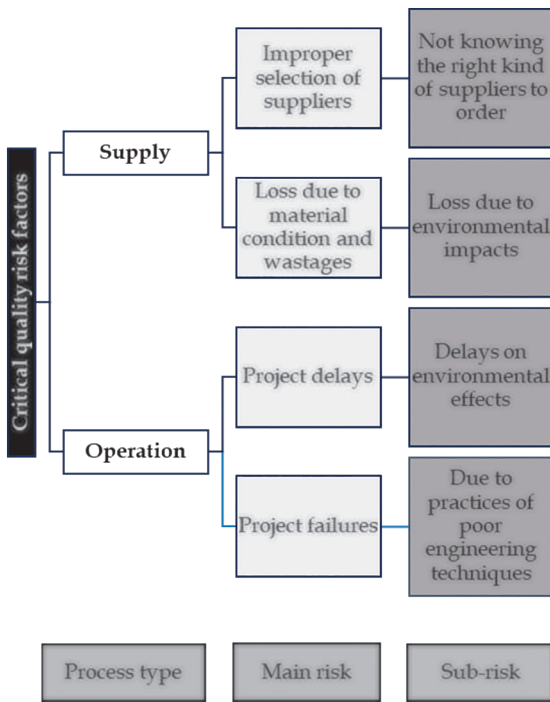 Critical quality risk factors
Supply
Improper
selection of
suppliers
Not knowing
the right kind
of suppliers to
order
Loss due to
material
condition and
wastages
Loss due to
environmental
impacts
Operation
Project delays
Delays on
environmental
effects
Project failures
Due to
practices of
poor
engineering
techniques
Process type
Main risk
Sub-risk